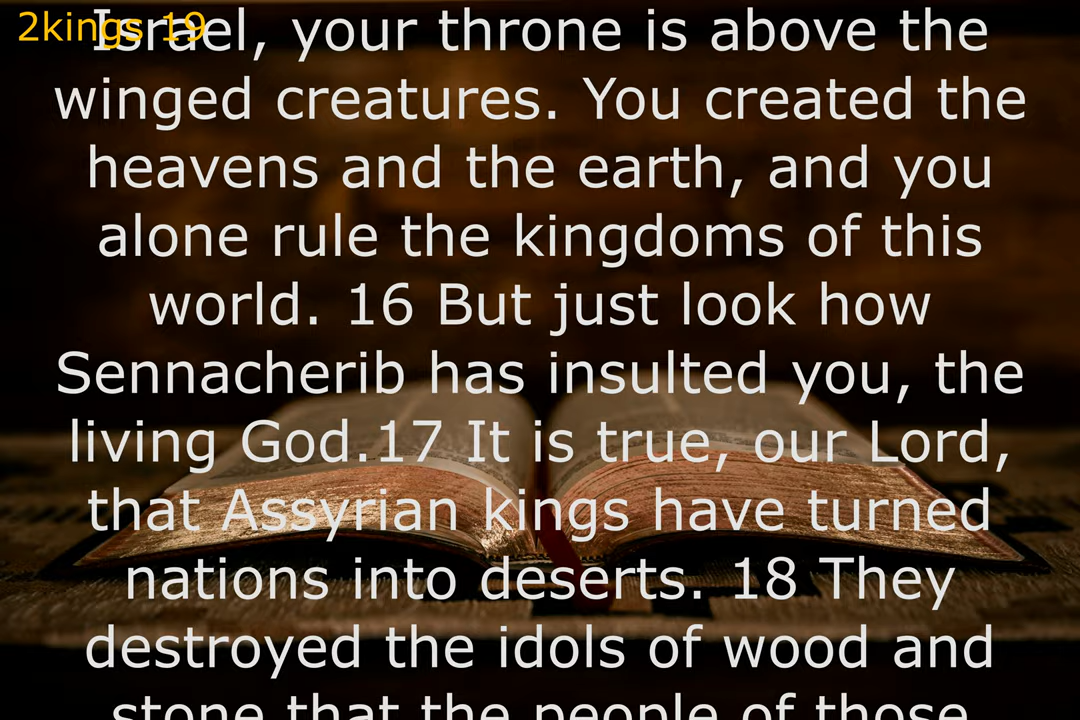 2kings 19
Israel, your throne is above the
winged creatures. You created the
heavens and the earth, and you
alone rule the kingdoms of this
world. 16 But just look how
Sennacherib has insulted you, the
living God.17 It is true, our Lord,
that Assyrian kings have turned
nations into deserts. 18 They
destroyed the idols of wood and
stone that the people of those